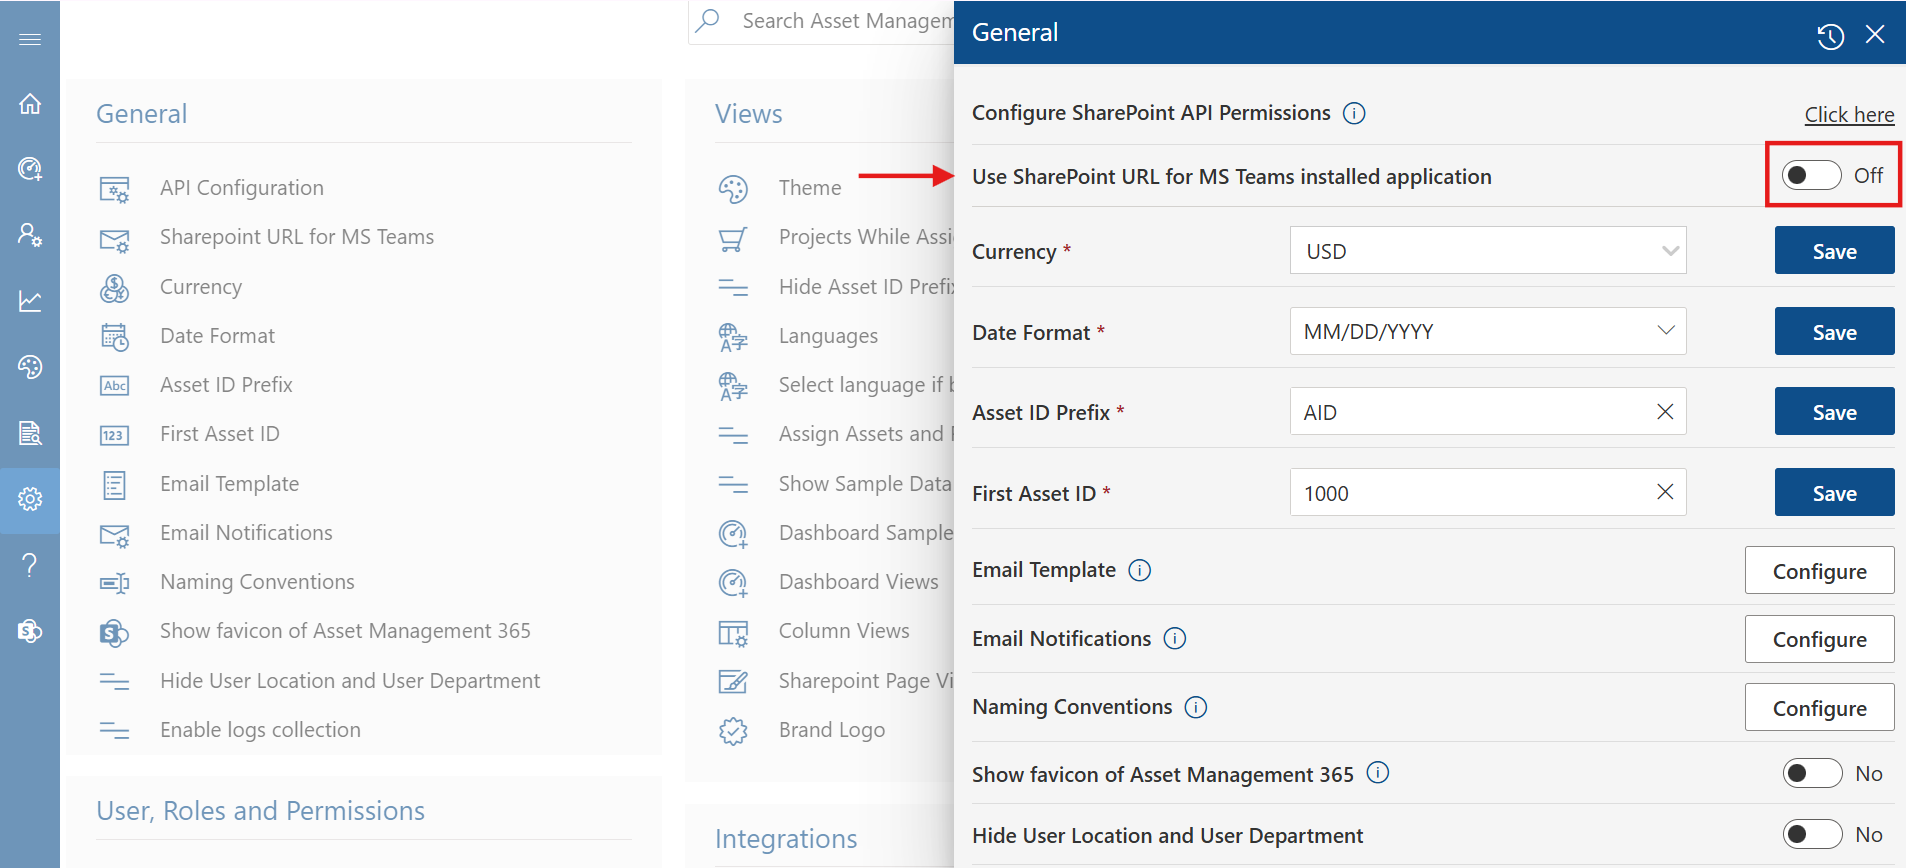 Search Asset Managem
General
API Configuration
Sharepoint URL for MS Teams
Currency
Date Format
Abc
Asset ID Prefix
123
First Asset ID
Email Template
Email Notifications
Naming Conventions
Show favicon of Asset Management 365
Hide User Location and User Department
Enable logs collection
User, Roles and Permissions
Views
Theme
Projects While Assi
Hide Asset ID Prefix
Languages
Select language if b
Assign Assets and
Show Sample Data
Dashboard Sample
Dashboard Views
Column Views
Sharepoint Page Vi
Brand Logo
Integrations
General
Configure SharePoint API Permissions Click here
Use SharePoint URL for MS Teams installed application Off
Currency * USD Save
Date Format * MM/DD/YYYY Save
Asset ID Prefix * AID Save
First Asset ID * 1000 Save
Email Template Configure
Email Notifications Configure
Naming Conventions Configure
Show favicon of Asset Management 365 No
Hide User Location and User Department No